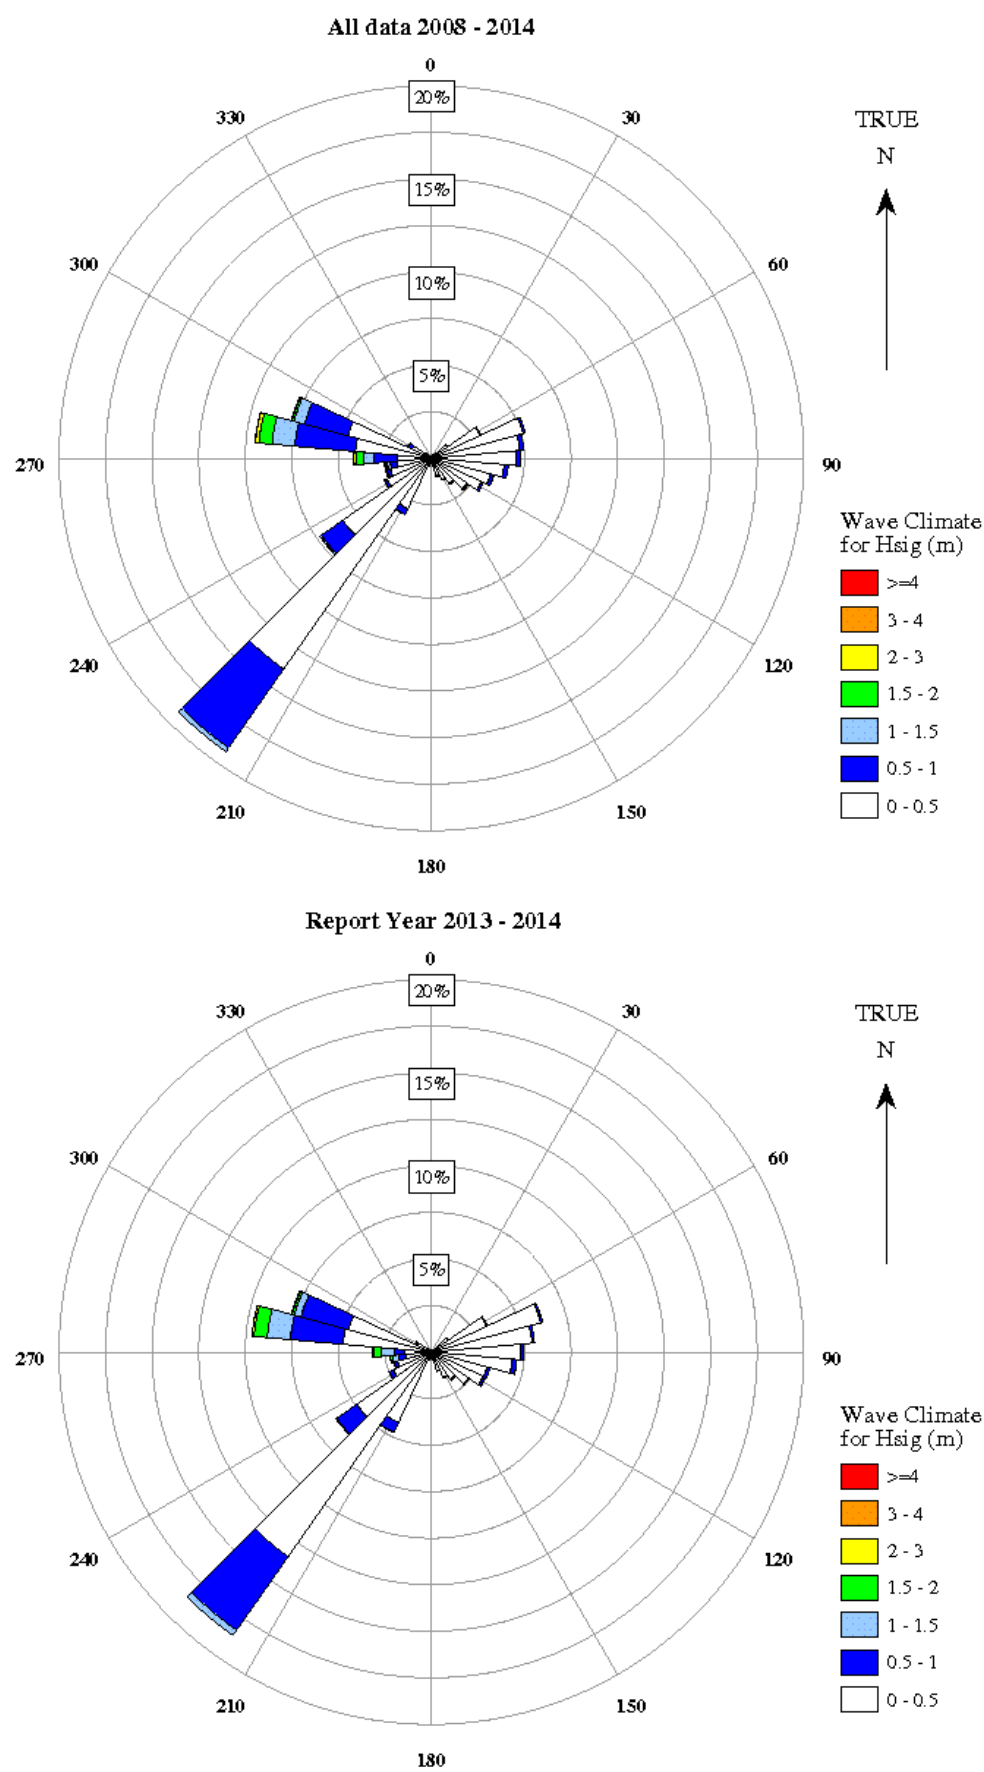 All data 2008 - 2014
0
20%
330
30
TRUE
N
15%
300
60
10%
5%
270
90
Wave Climate
for Hsig (m)
>=4
3 - 4
2 - 3
1.5 - 2
1 - 1.5
0.5 - 1
0 - 0.5
240
120
210
150
180
Report Year 2013 - 2014
0
20%
330
30
TRUE
N
15%
300
60
10%
5%
270
90
Wave Climate
for Hsig (m)
>=4
3 - 4
2 - 3
1.5 - 2
1 - 1.5
0.5 - 1
0 - 0.5
240
120
210
150
180